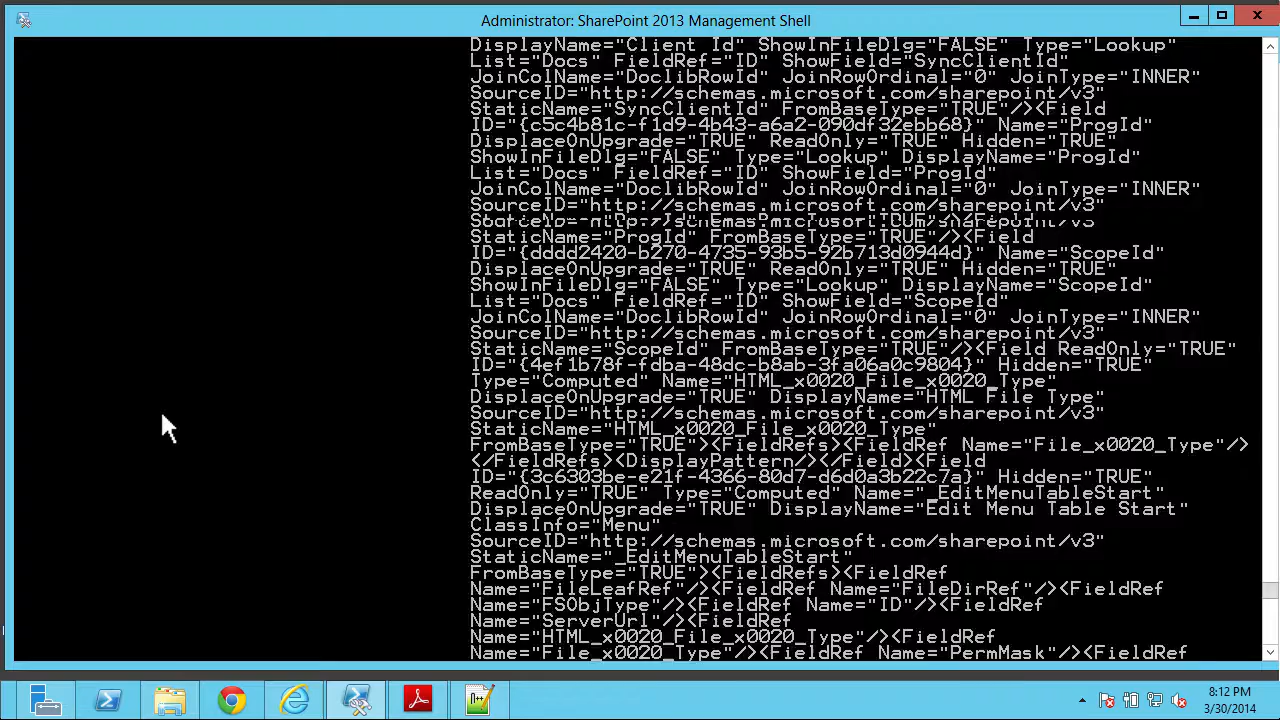 Administrator: SharePoint 2013 Management Shell
DisplayName="Client Id" ShowInFileDlg="FALSE" Type="Lookup"
List="Docs" FieldRef="ID" ShowField="SyncClientId"
JoinColName="DoclibRowId" JoinRowOrdinal="0" JoinType="INNER"
SourceID="http://schemas.microsoft.com/sharepoint/v3"
StaticName="SyncClientId" FromBaseType="TRUE"/><Field
ID="{c5c4b81c-f1d9-4b43-a6a2-090df32ebb68}" Name="ProgId"
DisplaceOnUpgrade="TRUE" ReadOnly="TRUE" Hidden="TRUE"
ShowInFileDlg="FALSE" Type="Lookup" DisplayName="ProgId"
List="Docs" FieldRef="ID" ShowField="ProgId"
JoinColName="DoclibRowId" JoinRowOrdinal="0" JoinType="INNER"
SourceID="http://schemas.microsoft.com/sharepoint/v3"
StaticName="ProgId" FromBaseType="TRUE"/><Field
ID="{dddd2420-b270-4735-93b5-92b713d0944d}" Name="ScopeId"
DisplaceOnUpgrade="TRUE" ReadOnly="TRUE" Hidden="TRUE"
ShowInFileDlg="FALSE" Type="Lookup" DisplayName="ScopeId"
List="Docs" FieldRef="ID" ShowField="ScopeId"
JoinColName="DoclibRowId" JoinRowOrdinal="0" JoinType="INNER"
SourceID="http://schemas.microsoft.com/sharepoint/v3"
StaticName="ScopeId" FromBaseType="TRUE"/><Field ReadOnly="TRUE"
ID="{4ef1b78f-fdba-48dc-b8ab-3fa06a0c9804}" Hidden="TRUE"
Type="Computed" Name="HTML_x0020_File_x0020_Type"
DisplaceOnUpgrade="TRUE" DisplayName="HTML File Type"
SourceID="http://schemas.microsoft.com/sharepoint/v3"
StaticName="HTML_x0020_File_x0020_Type"
FromBaseType="TRUE"><FieldRefs><FieldRef Name="File_x0020_Type"/>
</FieldRefs><DisplayPattern/></Field><Field
ID="{3c6303be-e21f-4366-80d7-d6d0a3b22c7a}" Hidden="TRUE"
ReadOnly="TRUE" Type="Computed" Name="_EditMenuTableStart"
DisplaceOnUpgrade="TRUE" DisplayName="Edit Menu Table Start"
ClassInfo="Menu"
SourceID="http://schemas.microsoft.com/sharepoint/v3"
StaticName="_EditMenuTableStart"
FromBaseType="TRUE"><FieldRefs><FieldRef
Name="FileLeafRef"/><FieldRef Name="FileDirRef"/><FieldRef
Name="FSObjType"/><FieldRef Name="ID"/><FieldRef
Name="ServerUrl"/><FieldRef
Name="HTML_x0020_File_x0020_Type"/><FieldRef
Name="File_x0020_Type"/><FieldRef Name="PermMask"/><FieldRef
8:12 PM
3/30/2014